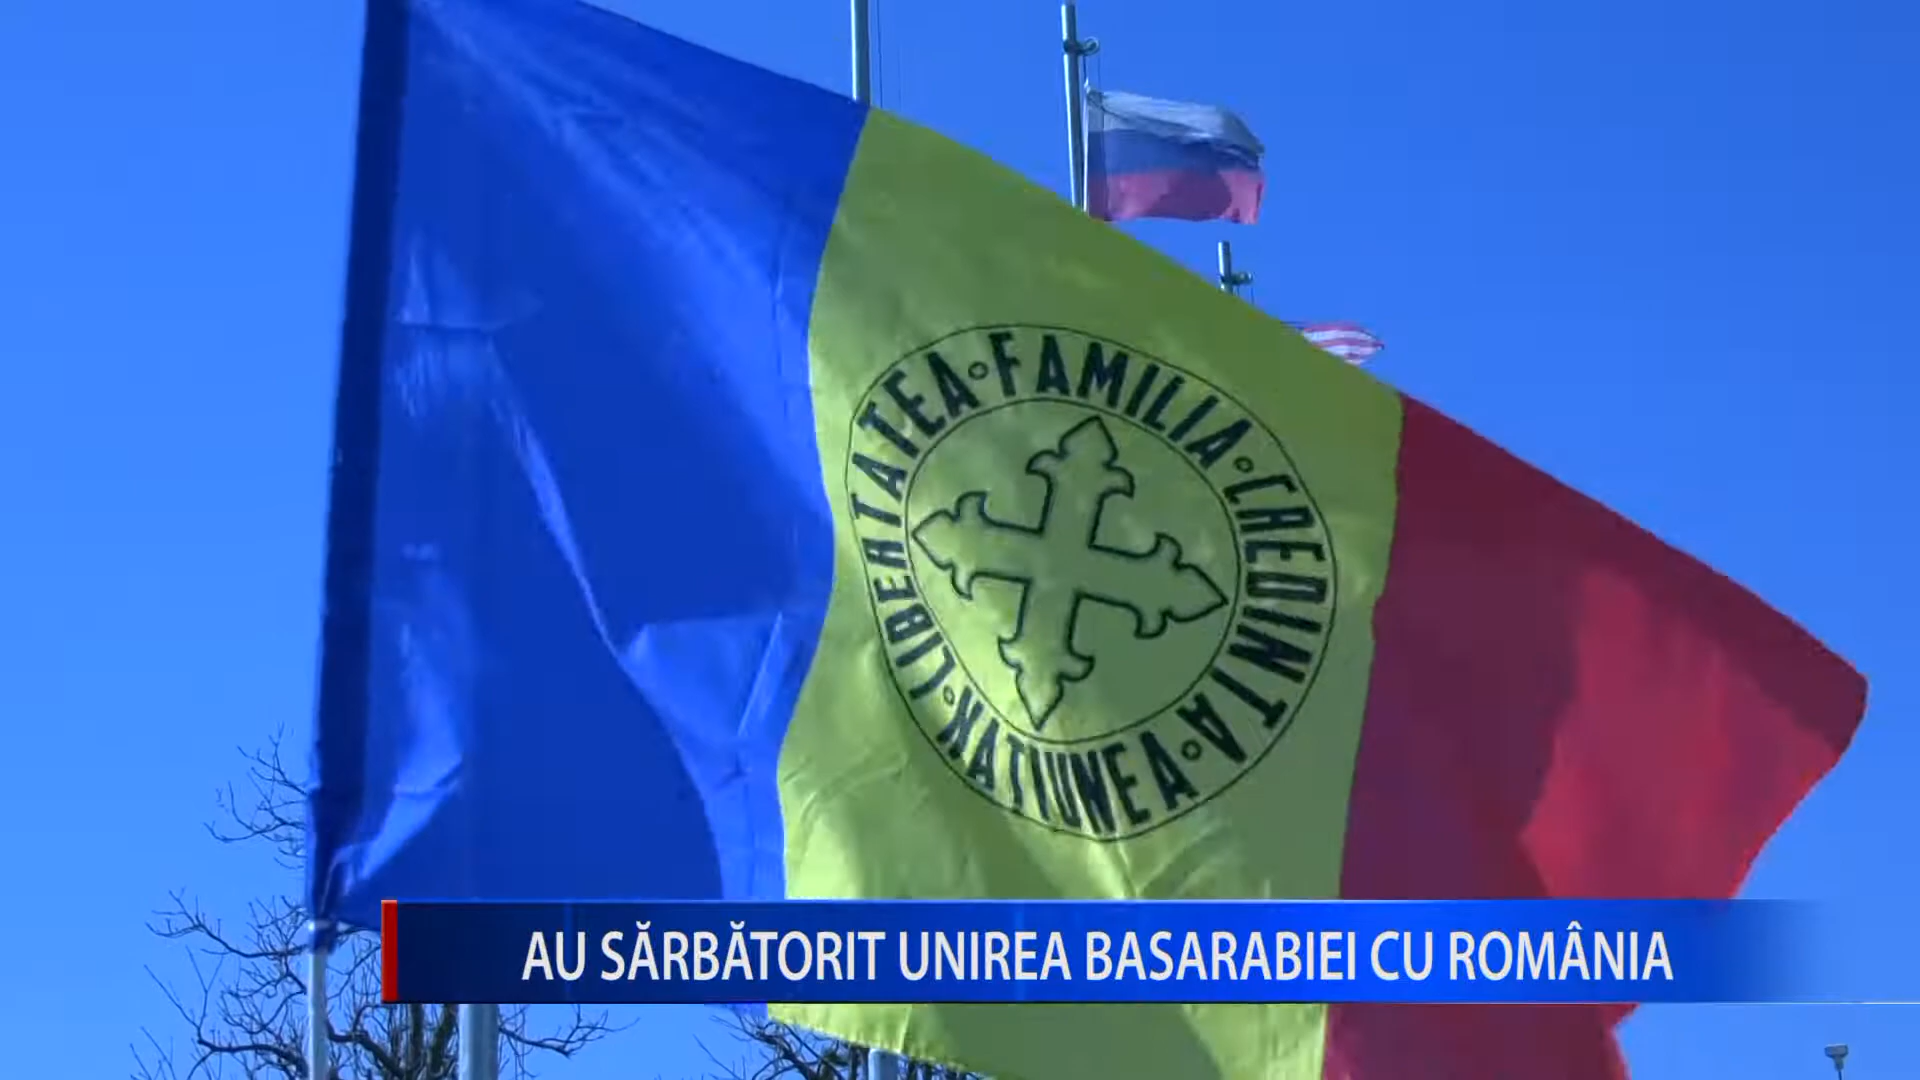 LIBERTATEA · FAMILIA · CREDINTA · NATIUNEA ·
AU SĂRBĂTORIT UNIREA BASARABIEI CU ROMÂNIA